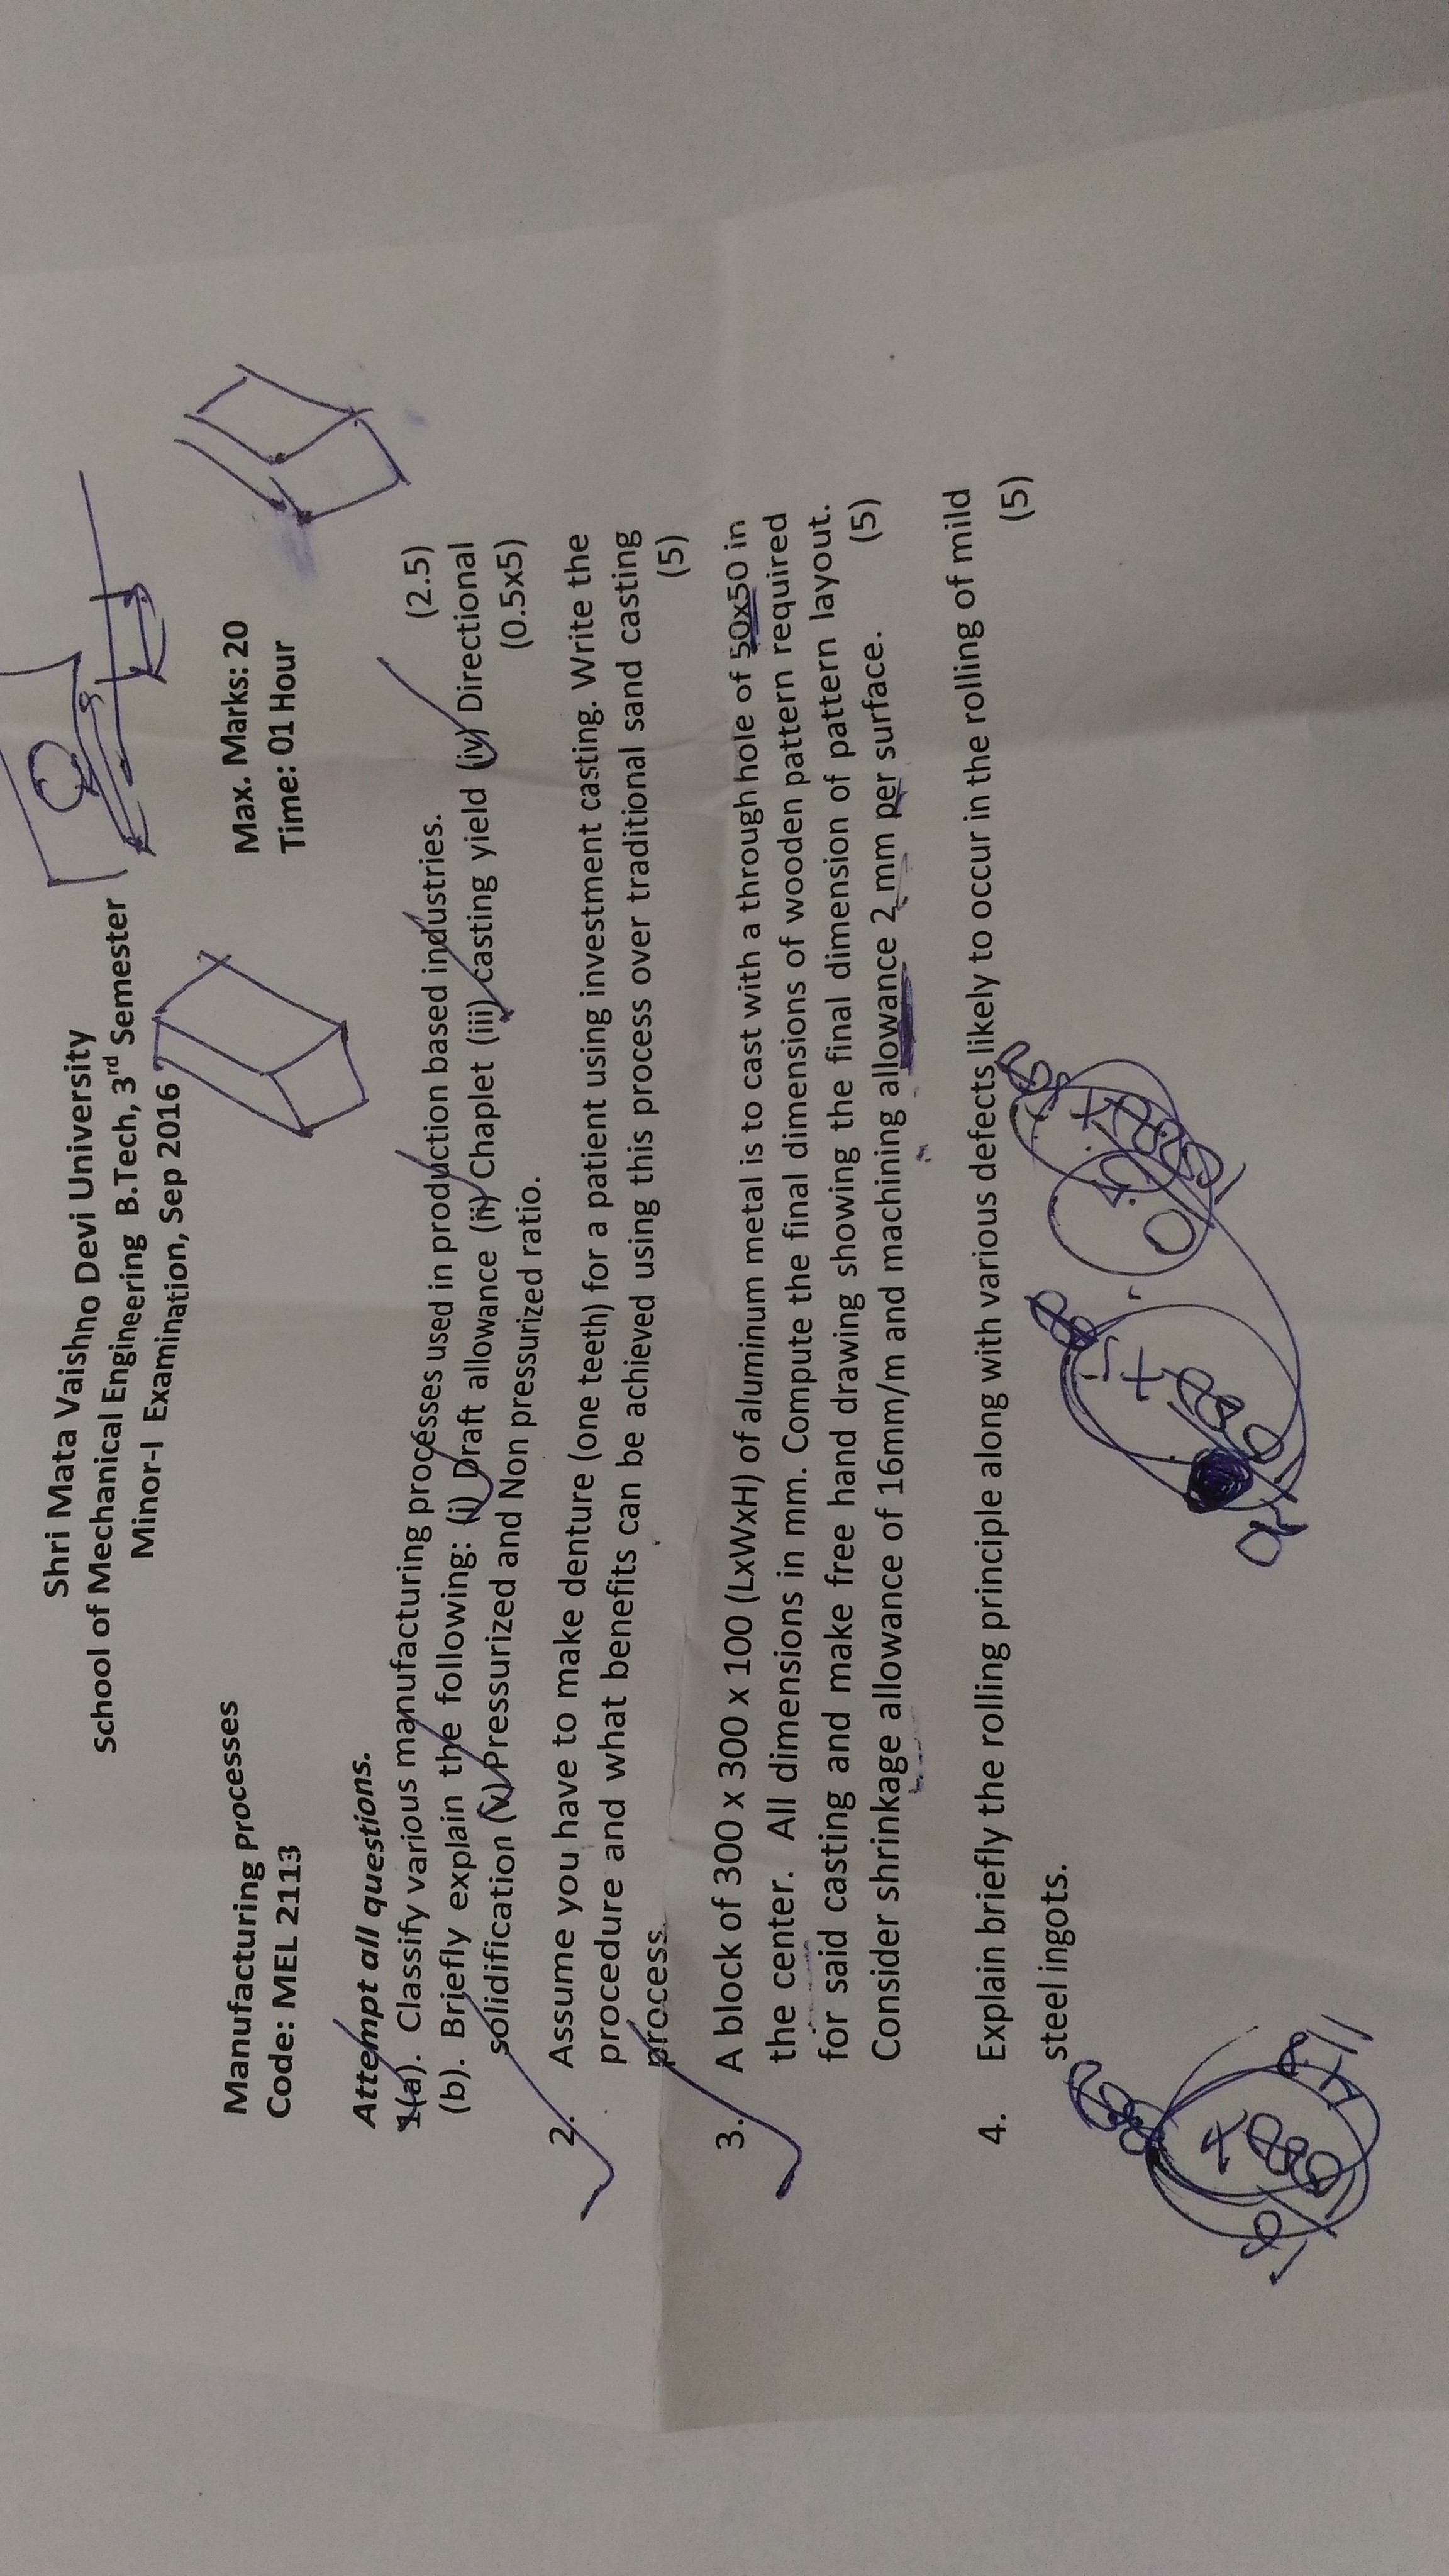 Shri Mata Vaishno Devi University
School of Mechanical Engineering B.Tech, 3rd Semester
Minor-I Examination, Sep 2016
Manufacturing Processes Max. Marks: 20
Code: MEL 2113 Time: 01 Hour
Attempt all questions.
1(a). Classify various manufacturing processes used in production based industries. (2.5)
(b). Briefly explain the following: (i) Draft allowance (ii) Chaplet (iii) casting yield (iv) Directional
solidification (v) Pressurized and Non pressurized ratio. (0.5x5)
2. Assume you have to make denture (one teeth) for a patient using investment casting. Write the
procedure and what benefits can be achieved using this process over traditional sand casting
process. (5)
3. A block of 300 x 300 x 100 (LxWxH) of aluminum metal is to cast with a through hole of 50x50 in
the center. All dimensions in mm. Compute the final dimensions of wooden pattern required
for said casting and make free hand drawing showing the final dimension of pattern layout.
Consider shrinkage allowance of 16mm/m and machining allowance 2 mm per surface. (5)
4. Explain briefly the rolling principle along with various defects likely to occur in the rolling of mild
steel ingots. (5)